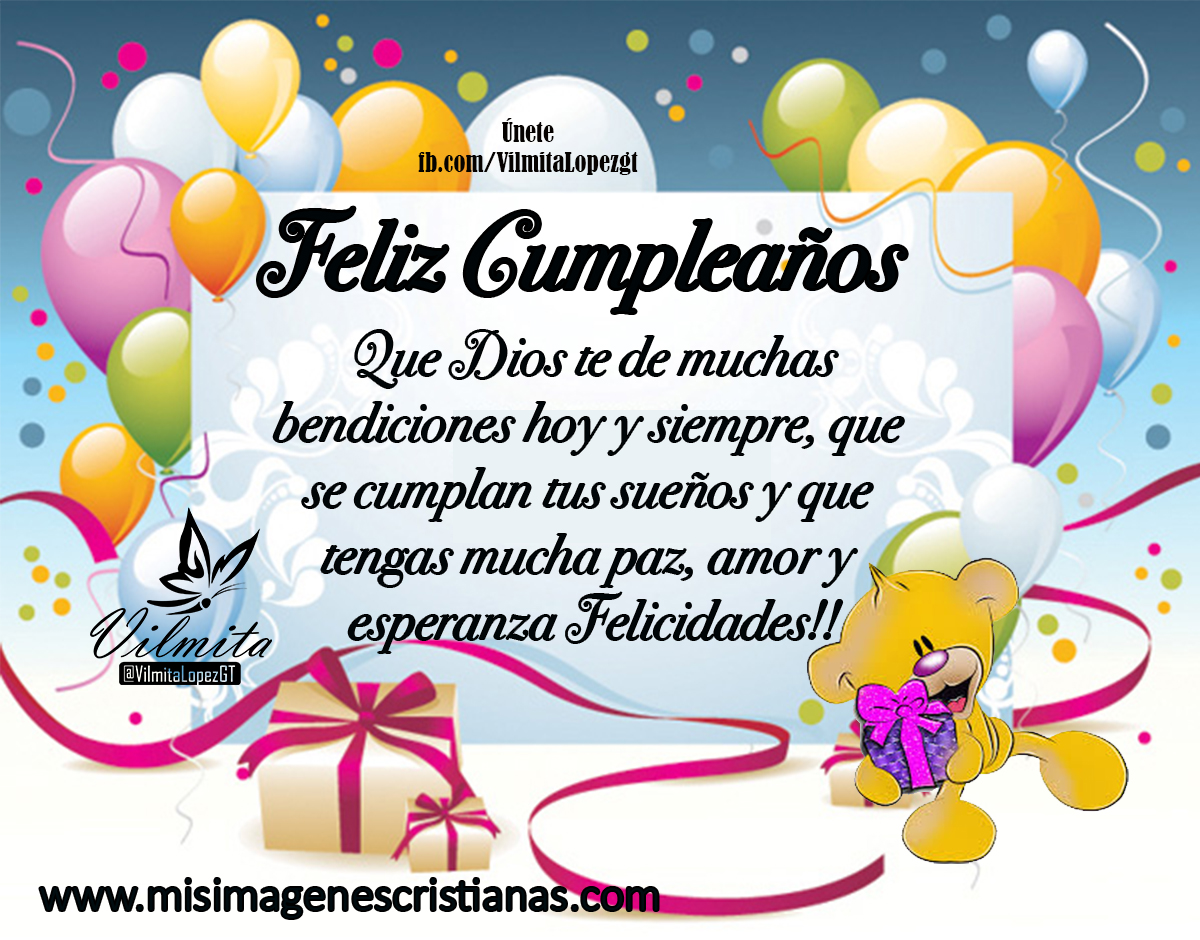 Únete
fb.com/VilmitaLopezgt
Feliz Cumpleaños
Que Dios te de muchas
bendiciones hoy y siempre, que
se cumplan tus sueños y que
tengas mucha paz, amor y
esperanza Felicidades!!
Vilmita
@VilmitaLopezGT
www.misimagenescristianas.com